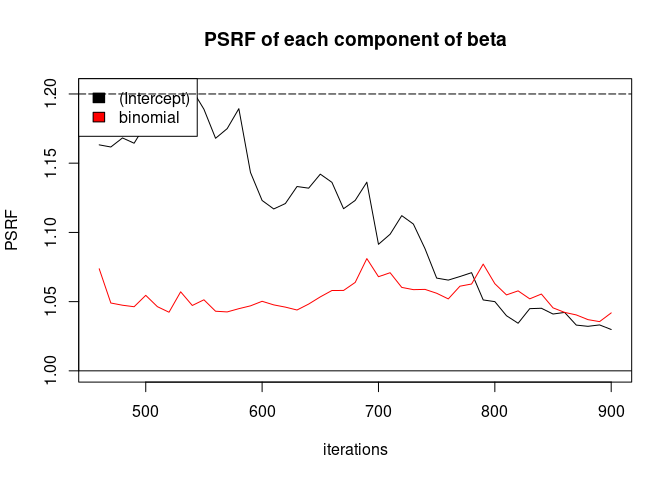 PSRF of each component of beta
(Intercept)
binomial
PSRF
1.20
1.15
1.10
1.05
1.00
500 600 700 800 900
iterations